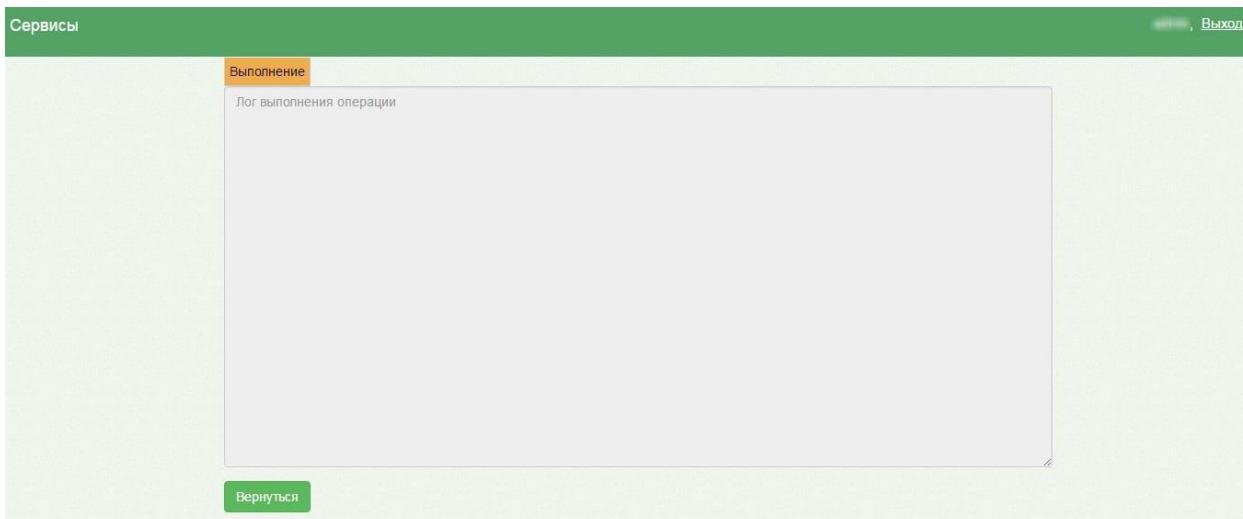 Сервисы
, Выход
Выполнение
Лог выполнения операции
Вернуться